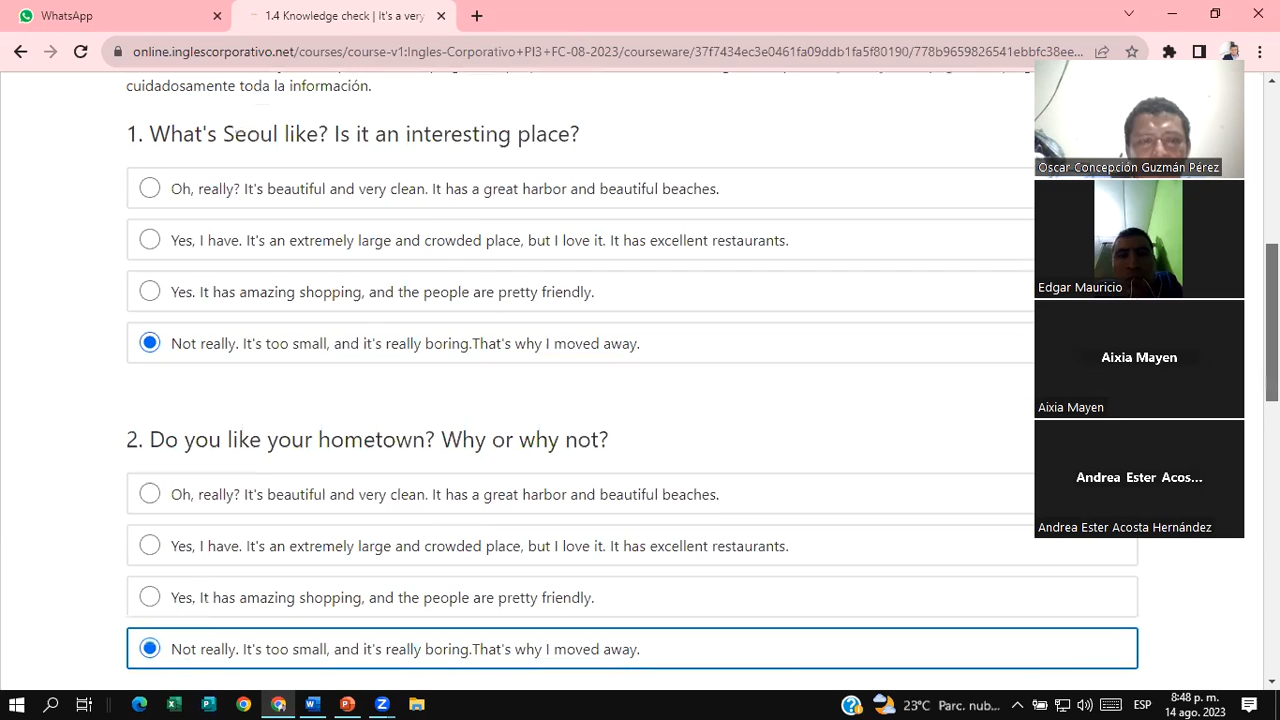 WhatsApp
1.4 Knowledge check | It's a very
online.inglescorporativo.net/courses/course-v1:Ingles-Corporativo+PI3+FC-08-2023/courseware/37f7434ec3e0461fa09ddb1fa5f80190/778b9659826541ebbfc38ee...
cuidadosamente toda la información.
1. What's Seoul like? Is it an interesting place?
Oh, really? It's beautiful and very clean. It has a great harbor and beautiful beaches.
Yes, I have. It's an extremely large and crowded place, but I love it. It has excellent restaurants.
Yes. It has amazing shopping, and the people are pretty friendly.
Not really. It's too small, and it's really boring.That's why I moved away.
2. Do you like your hometown? Why or why not?
Oh, really? It's beautiful and very clean. It has a great harbor and beautiful beaches.
Yes, I have. It's an extremely large and crowded place, but I love it. It has excellent restaurants.
Yes, It has amazing shopping, and the people are pretty friendly.
Not really. It's too small, and it's really boring.That's why I moved away.
Oscar Concepción Guzmán Pérez
Edgar Mauricio
Aixia Mayen
Aixia Mayen
Andrea Ester Acos...
Andrea Ester Acosta Hernández
23°C Parc. nub...
ESP
8:48 p. m.
14 ago. 2023